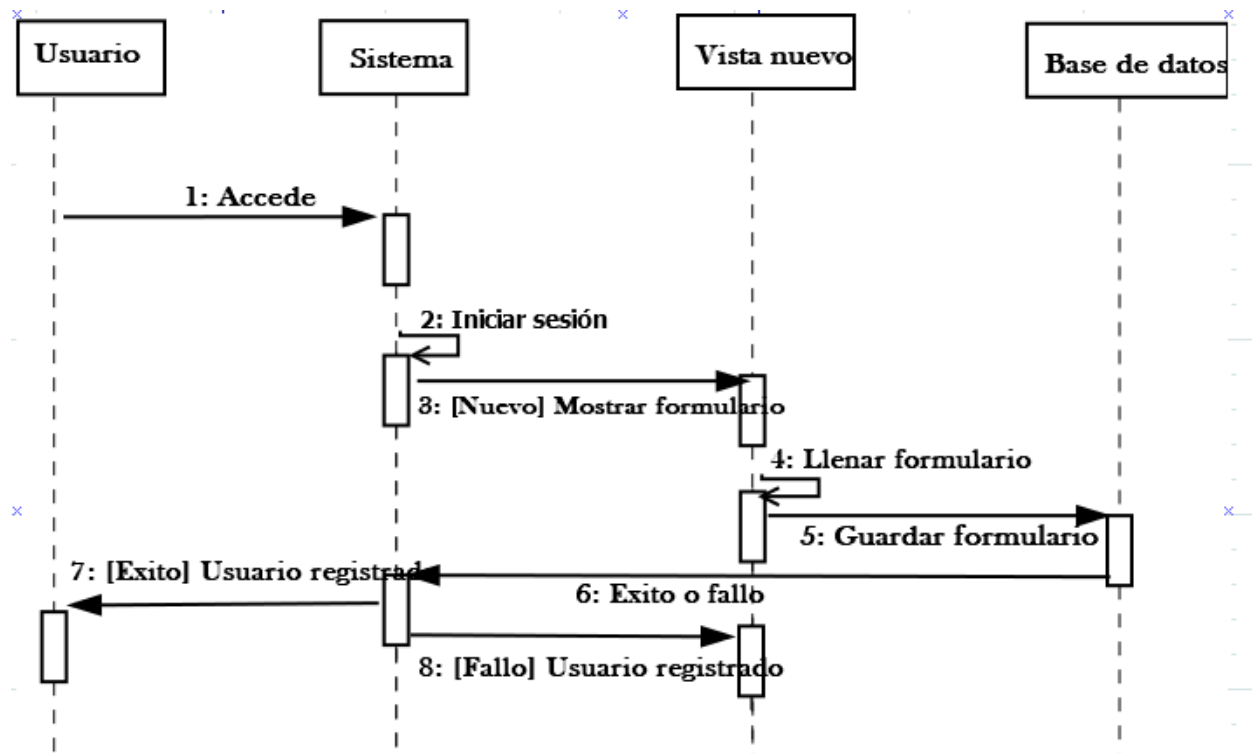 Usuario
Sistema
Vista nuevo
Base de datos
1: Accede
2: Iniciar sesión
3: [Nuevo] Mostrar formulario
4: Llenar formulario
5: Guardar formulario
7: [Exito] Usuario registrado
6: Exito o fallo
8: [Fallo] Usuario registrado